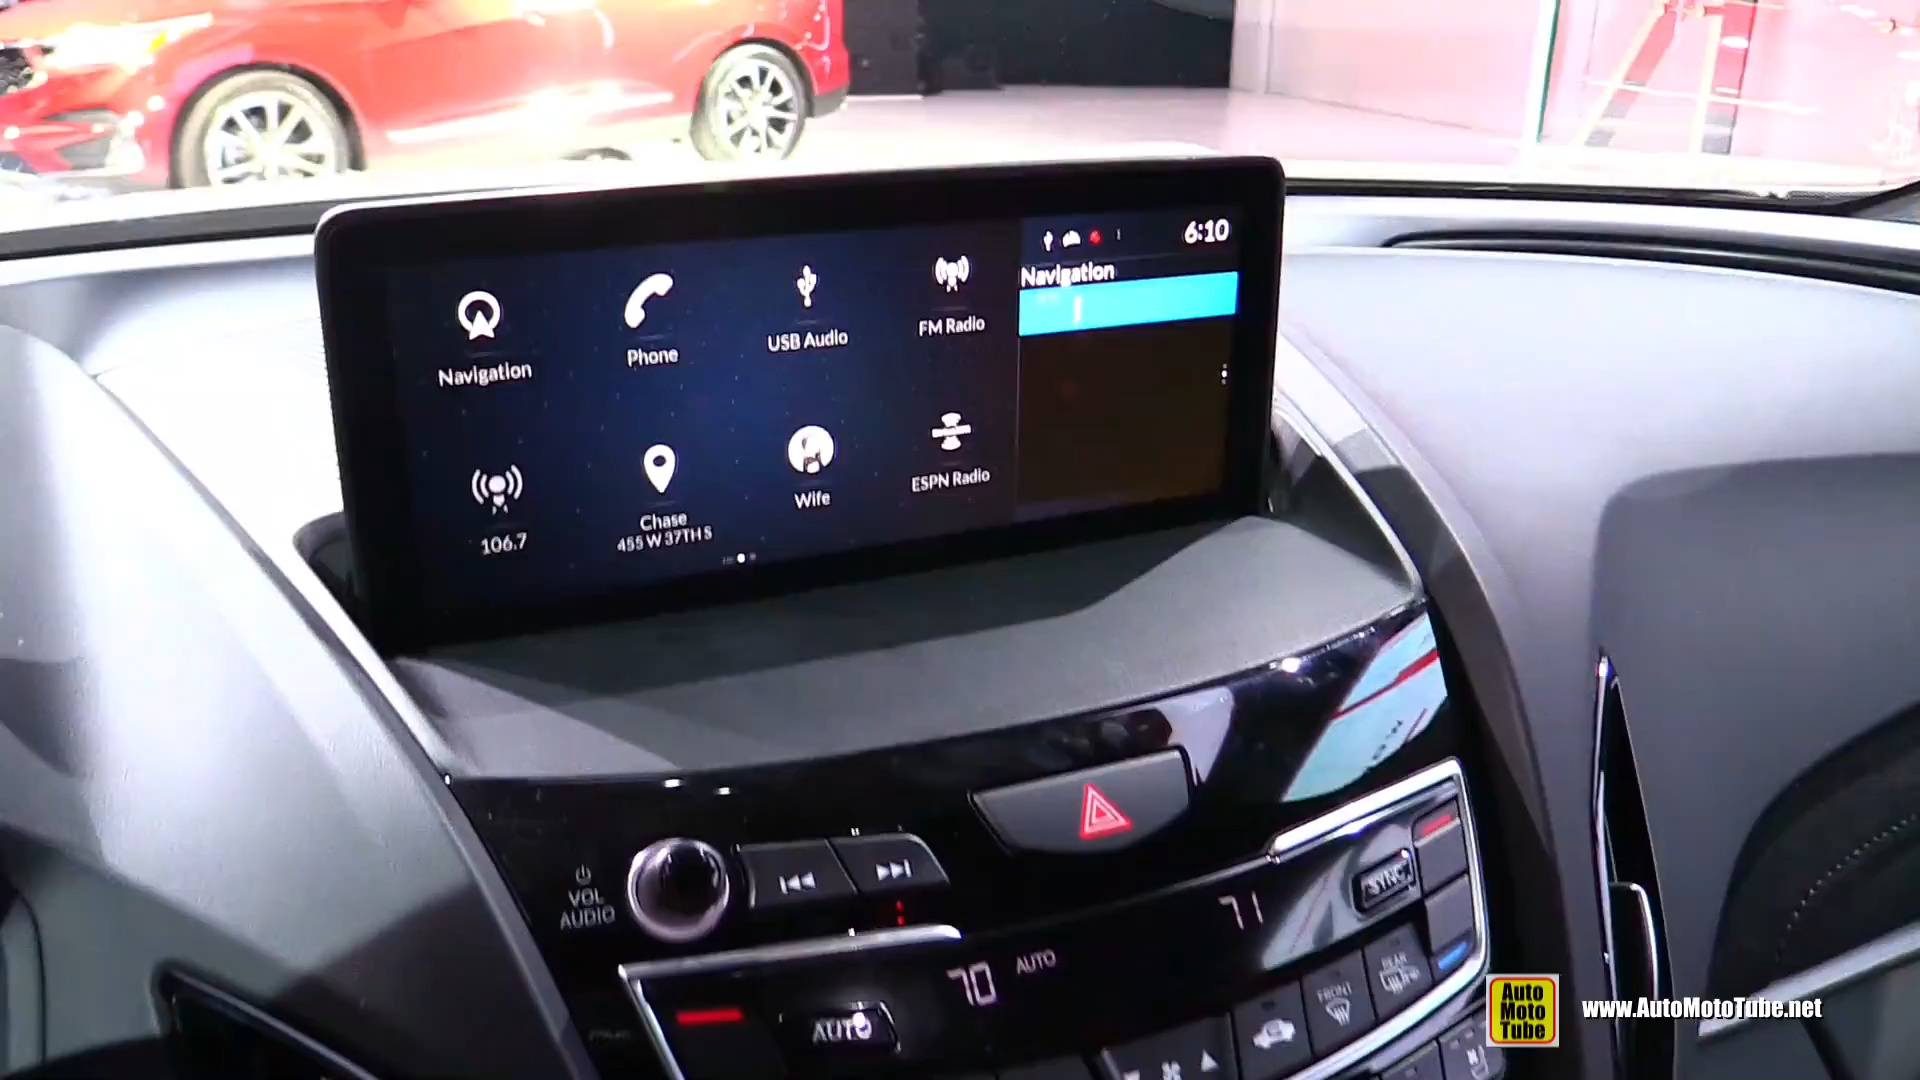 6:10
Navigation
Navigation
Phone
USB Audio
FM Radio
106.7
Chase
455 W 37TH S
Wife
ESPN Radio
VOL
AUDIO
71
SYNC
70
AUTO
AUTO
FRONT
REAR
Auto
Moto
Tube
www.AutoMotoTube.net